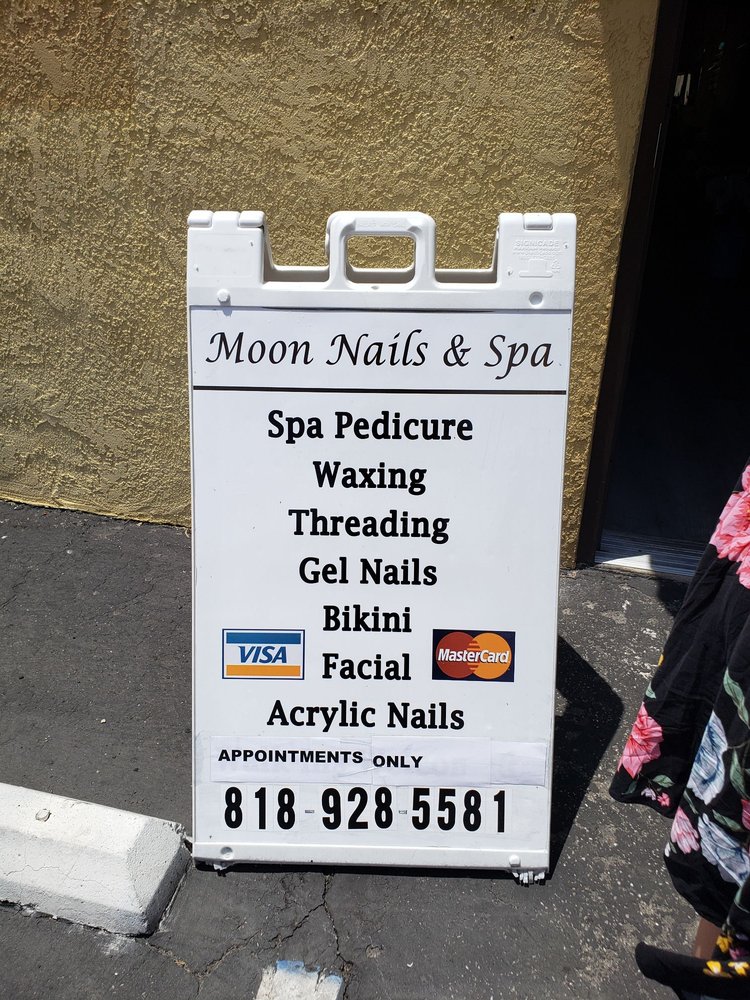 SIGNICADE
Moon Nails & Spa
Spa Pedicure
Waxing
Threading
Gel Nails
Bikini
VISA
Facial
MasterCard
Acrylic Nails
APPOINTMENTS ONLY
818-928-5581